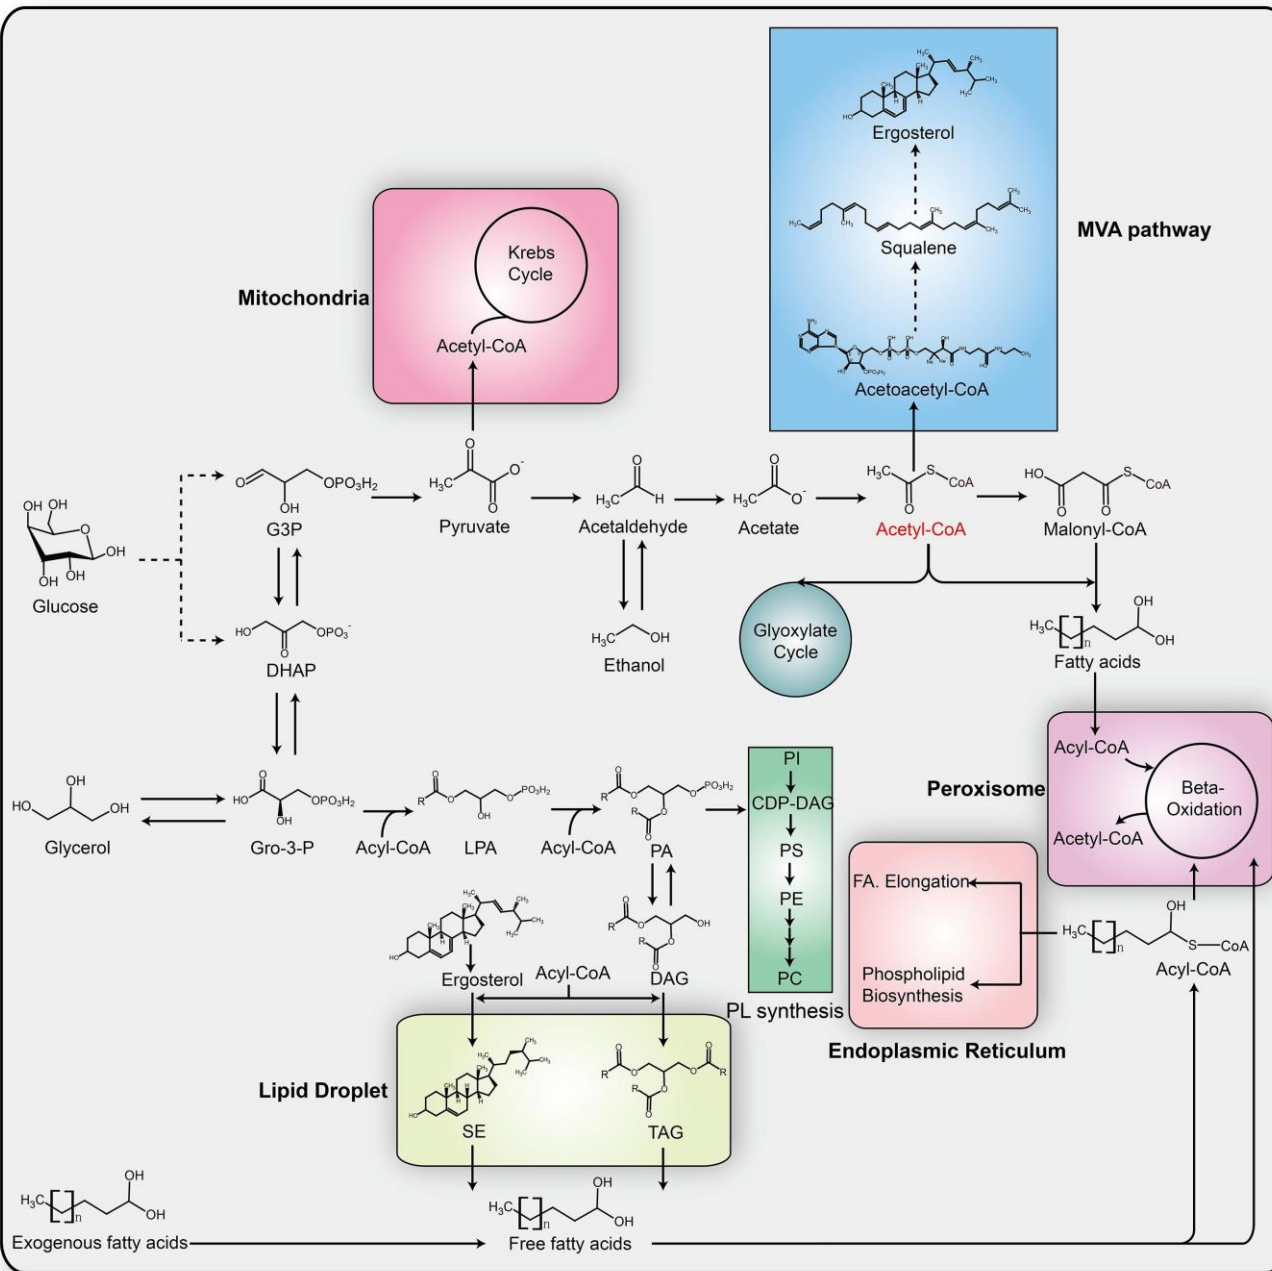 Ergosterol
Squalene
Acetoacetyl-CoA
MVA pathway
Mitochondria
Krebs
Cycle
Acetyl-CoA
Glucose
G3P
Pyruvate
Acetaldehyde
Acetate
Acetyl-CoA
Malonyl-CoA
DHAP
Ethanol
Glyoxylate
Cycle
Fatty acids
Glycerol
Gro-3-P
Acyl-CoA
LPA
Acyl-CoA
PA
PI
CDP-DAG
PS
PE
PC
PL synthesis
Peroxisome
Acyl-CoA
Beta-
Oxidation
Acetyl-CoA
FA. Elongation
Phospholipid
Biosynthesis
Endoplasmic Reticulum
Acyl-CoA
Ergosterol
Acyl-CoA
DAG
Lipid Droplet
SE
TAG
Exogenous fatty acids
Free fatty acids